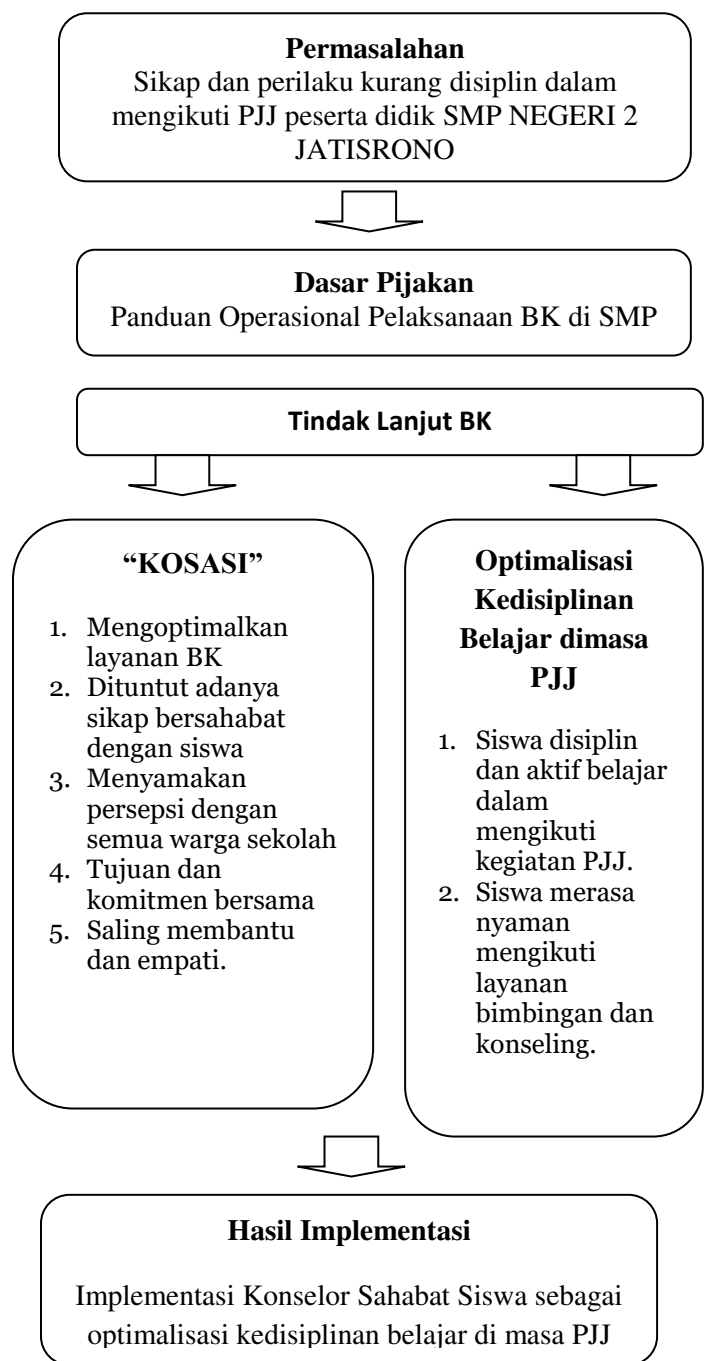 Permasalahan
Sikap dan perilaku kurang disiplin dalam
mengikuti PJJ peserta didik SMP NEGERI 2
JATISRONO
Dasar Pijakan
Panduan Operasional Pelaksanaan BK di SMP
Tindak Lanjut BK
“KOSASI”
1. Mengoptimalkan
layanan BK
2. Dituntut adanya
sikap bersahabat
dengan siswa
3. Menyamakan
persepsi dengan
semua warga sekolah
4. Tujuan dan
komitmen bersama
5. Saling membantu
dan empati.
Optimalisasi
Kedisiplinan
Belajar dimasa
PJJ
1. Siswa disiplin
dan aktif belajar
dalam
mengikuti
kegiatan PJJ.
2. Siswa merasa
nyaman
mengikuti
layanan
bimbingan dan
konseling.
Hasil Implementasi
Implementasi Konselor Sahabat Siswa sebagai
optimalisasi kedisiplinan belajar di masa PJJ